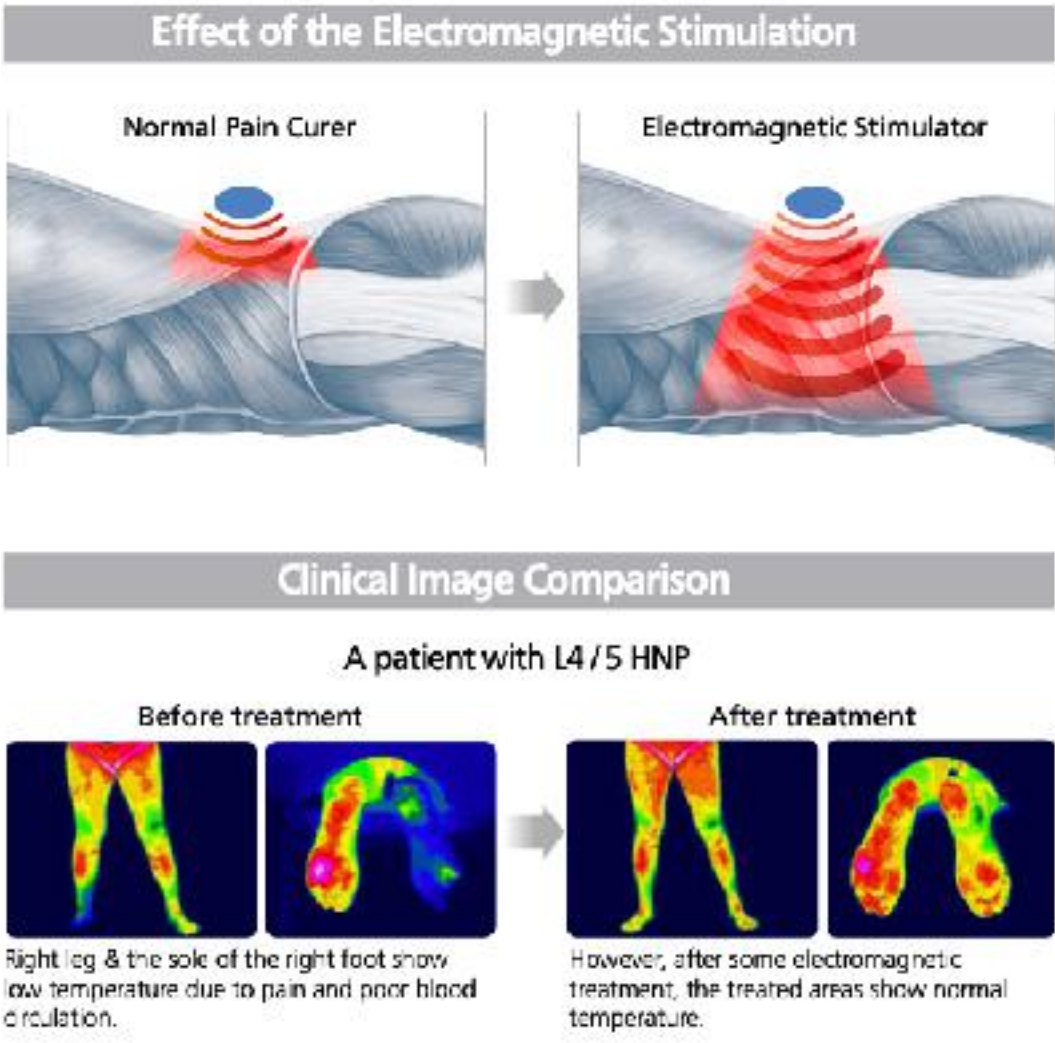 Effect of the Electromagnetic Stimulation
Normal Pain Curer
Electromagnetic Stimulator
Clinical Image Comparison
A patient with L4/5 HNP
Before treatment
After treatment
Right leg & the sole of the right foot show
low temperature due to pain and poor blood
circulation.
However, after some electromagnetic
treatment, the treated areas show normal
temperature.